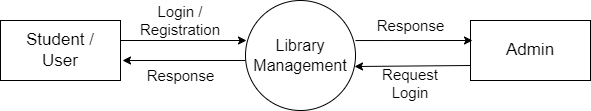 Login /
Registration
Student /
User
Response
Library
Management
Response
Request
Login
Admin